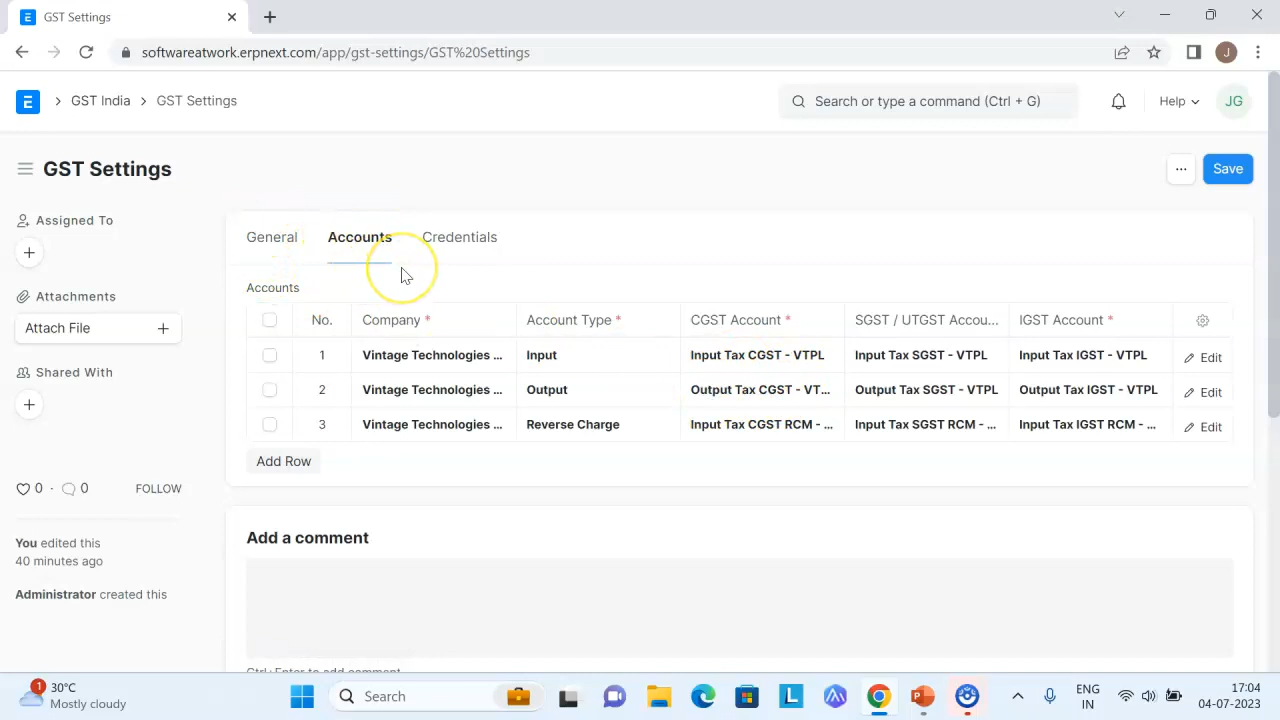 GST Settings
softwareatwork.erpnext.com/app/gst-settings/GST%20Settings
J
E
GST India
GST Settings
Search or type a command (Ctrl + G)
Help
JG
GST Settings
Save
Assigned To
Attachments
Attach File
Shared With
0 · 0
FOLLOW
You edited this
40 minutes ago
Administrator created this
General Accounts Credentials
Accounts
No. Company * Account Type * CGST Account * SGST / UTGST Accou... IGST Account *
1 Vintage Technologies ... Input Input Tax CGST - VTPL Input Tax SGST - VTPL Input Tax IGST - VTPL Edit
2 Vintage Technologies ... Output Output Tax CGST - VT... Output Tax SGST - VTPL Output Tax IGST - VTPL Edit
3 Vintage Technologies ... Reverse Charge Input Tax CGST RCM - ... Input Tax SGST RCM - ... Input Tax IGST RCM - ... Edit
Add Row
Add a comment
Ctrl+Enter to add comment
1
30°C
Mostly cloudy
Search
ENG
IN
17:04
04-07-2023